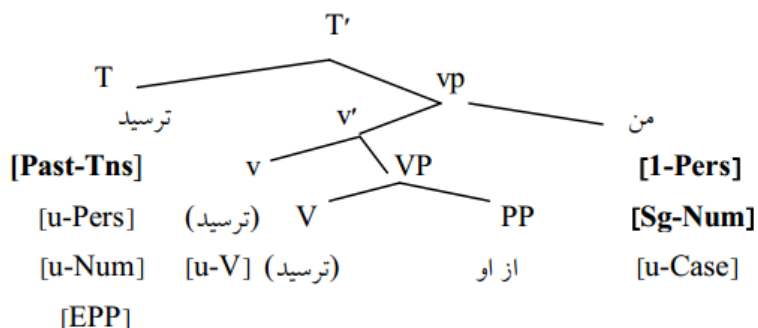 T′
T vp
ترسید v′ من
[Past-Tns] v VP [1-Pers]
[u-Pers] (ترسید) V PP [Sg-Num]
[u-Num] [u-V] (ترسید) از او [u-Case]
[EPP]